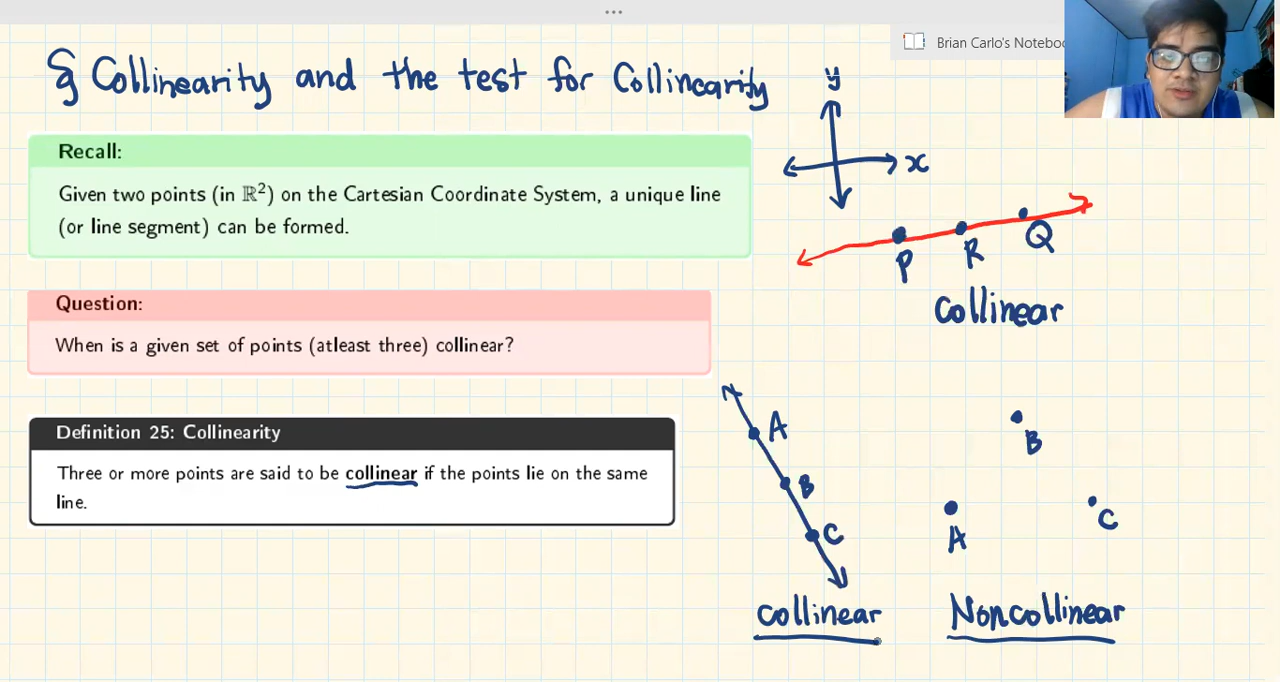 ...
Brian Carlo's Noteboo
§ Collinearity and the test for Collinearity
y
x
Recall:
Given two points (in ℝ²) on the Cartesian Coordinate System, a unique line
(or line segment) can be formed.
P
R
Q
Collinear
Question:
When is a given set of points (atleast three) collinear?
Definition 25: Collinearity
Three or more points are said to be collinear if the points lie on the same
line.
A
B
C
collinear
B
A
C
Noncollinear